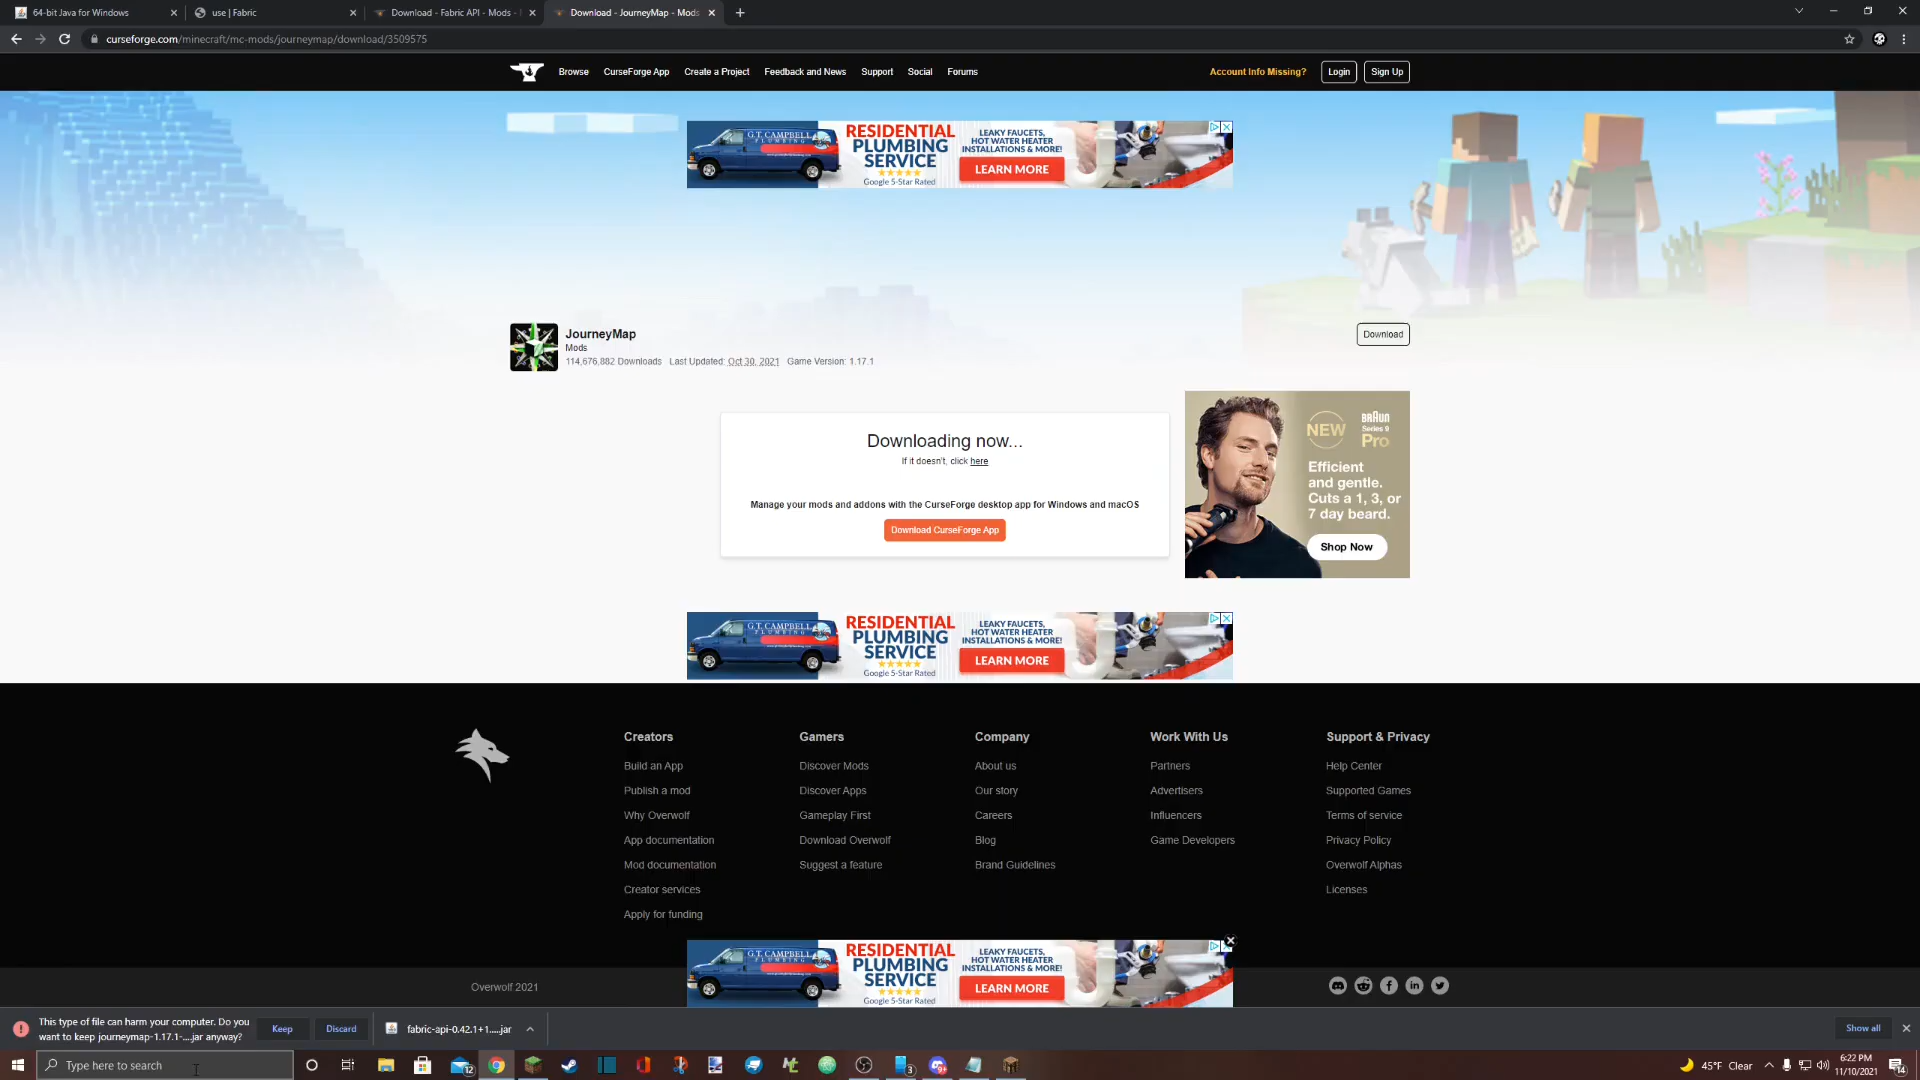 64-bit Java for Windows
use | Fabric
Download - Fabric API - Mods -
Download - JourneyMap - Mods
curseforge.com/minecraft/mc-mods/journeymap/download/3509575
Browse
CurseForge App
Create a Project
Feedback and News
Support
Social
Forums
Account Info Missing?
Login
Sign Up
G.T. CAMPBELL
PLUMBING
RESIDENTIAL
PLUMBING
SERVICE
Google 5-Star Rated
LEAKY FAUCETS,
HOT WATER HEATER
INSTALLATIONS & MORE!
LEARN MORE
JourneyMap
Mods
114,676,882 Downloads Last Updated: Oct 30, 2021 Game Version: 1.17.1
Download
Downloading now...
If it doesn't, click here
Manage your mods and addons with the CurseForge desktop app for Windows and macOS
Download CurseForge App
NEW
BRAUN
Series 9
Pro
Efficient
and gentle.
Cuts a 1, 3, or
7 day beard.
Shop Now
G.T. CAMPBELL
PLUMBING
RESIDENTIAL
PLUMBING
SERVICE
Google 5-Star Rated
LEAKY FAUCETS,
HOT WATER HEATER
INSTALLATIONS & MORE!
LEARN MORE
Creators
Build an App
Publish a mod
Why Overwolf
App documentation
Mod documentation
Creator services
Apply for funding
Gamers
Discover Mods
Discover Apps
Gameplay First
Download Overwolf
Suggest a feature
Company
About us
Our story
Careers
Blog
Brand Guidelines
Work With Us
Partners
Advertisers
Influencers
Game Developers
Support & Privacy
Help Center
Supported Games
Terms of service
Privacy Policy
Overwolf Alphas
Licenses
G.T. CAMPBELL
PLUMBING
RESIDENTIAL
PLUMBING
SERVICE
Google 5-Star Rated
LEAKY FAUCETS,
HOT WATER HEATER
INSTALLATIONS & MORE!
LEARN MORE
Overwolf 2021
This type of file can harm your computer. Do you
want to keep journeymap-1.17.1-....jar anyway?
Keep
Discard
fabric-api-0.42.1+1.....jar
Show all
Type here to search
12
3
9+
45°F Clear
6:22 PM
11/10/2021
14